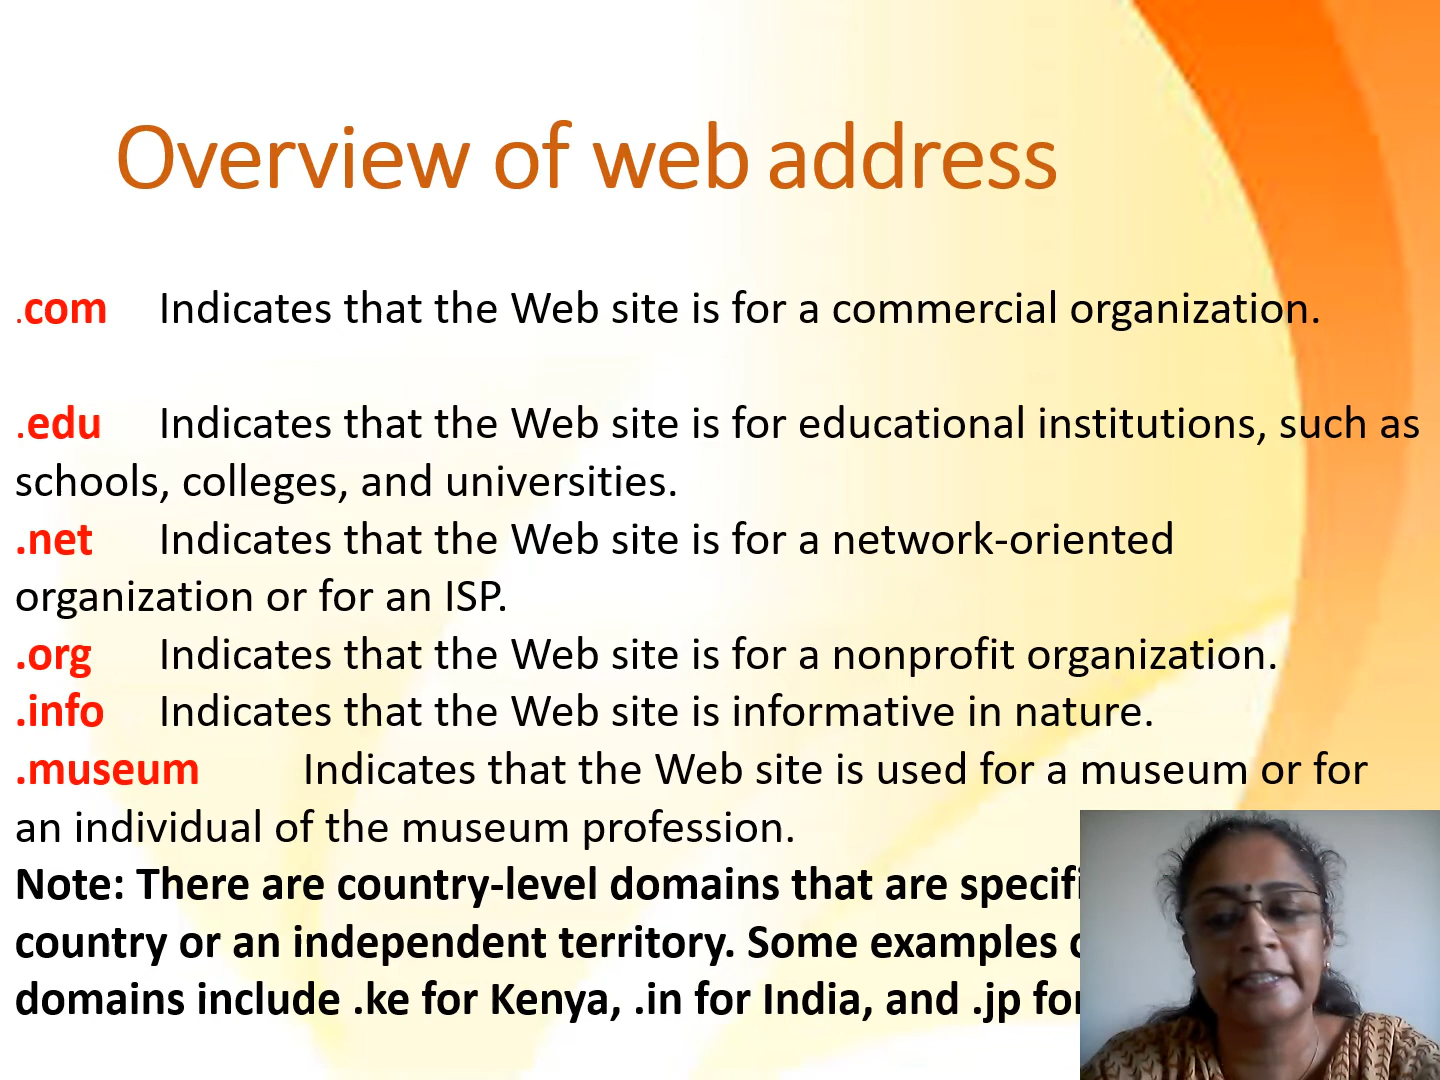 Overview of web address
.com Indicates that the Web site is for a commercial organization.
.edu Indicates that the Web site is for educational institutions, such as
schools, colleges, and universities.
.net Indicates that the Web site is for a network-oriented
organization or for an ISP.
.org Indicates that the Web site is for a nonprofit organization.
.info Indicates that the Web site is informative in nature.
.museum Indicates that the Web site is used for a museum or for
an individual of the museum profession.
Note: There are country-level domains that are
country or an independent territory. Some examples
domains include .ke for Kenya, .in for India, and .jp for